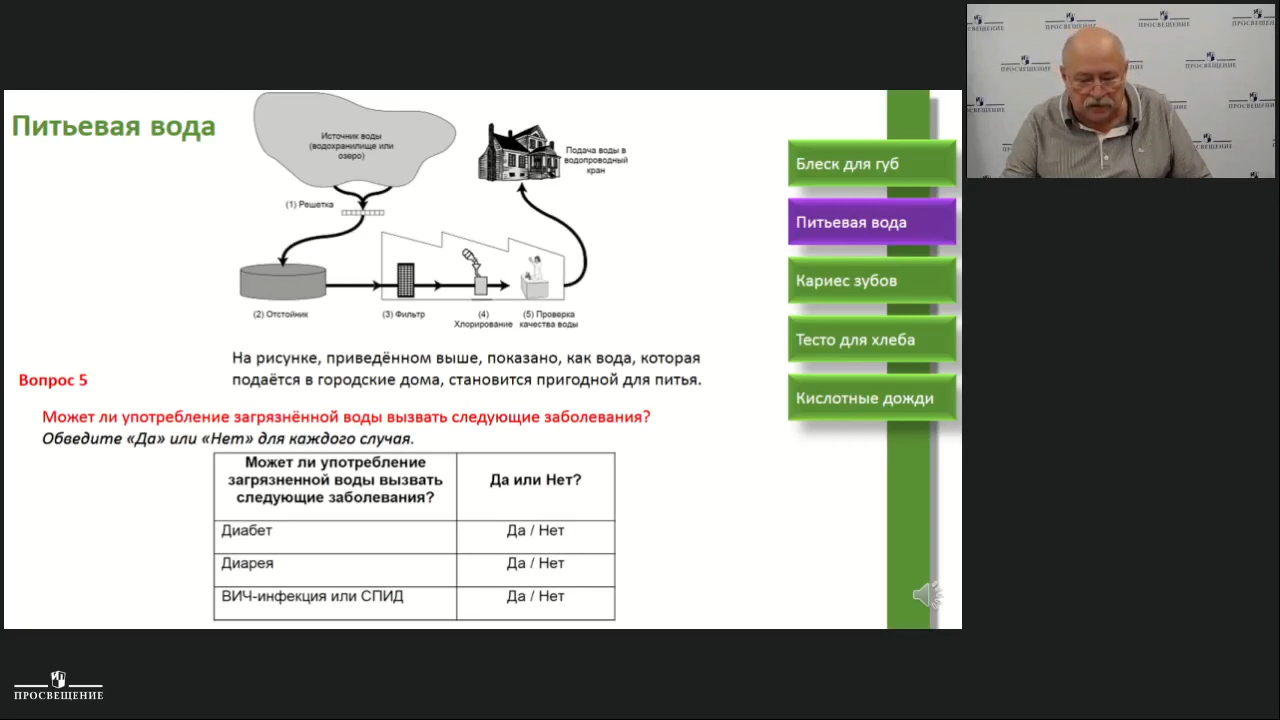 Питьевая вода
Источник воды
(водохранилище или
озеро)
Подача воды в
водопроводный
кран
(1) Решетка
(2) Отстойник
(3) Фильтр
(4)
Хлорирование
(5) Проверка
качества воды
На рисунке, приведённом выше, показано, как вода, которая
подаётся в городские дома, становится пригодной для питья.
Вопрос 5
Может ли употребление загрязнённой воды вызвать следующие заболевания?
Обведите «Да» или «Нет» для каждого случая.
Может ли употребление
загрязненной воды вызвать
следующие заболевания?
Да или Нет?
Диабет
Да / Нет
Диарея
Да / Нет
ВИЧ-инфекция или СПИД
Да / Нет
Блеск для губ
Питьевая вода
Кариес зубов
Тесто для хлеба
Кислотные дожди
ПРОСВЕЩЕНИЕ
ПРОСВЕЩЕНИЕ
ПРОСВЕЩЕНИЕ
ПРОСВЕЩЕНИЕ
ПРОСВЕЩЕНИЕ